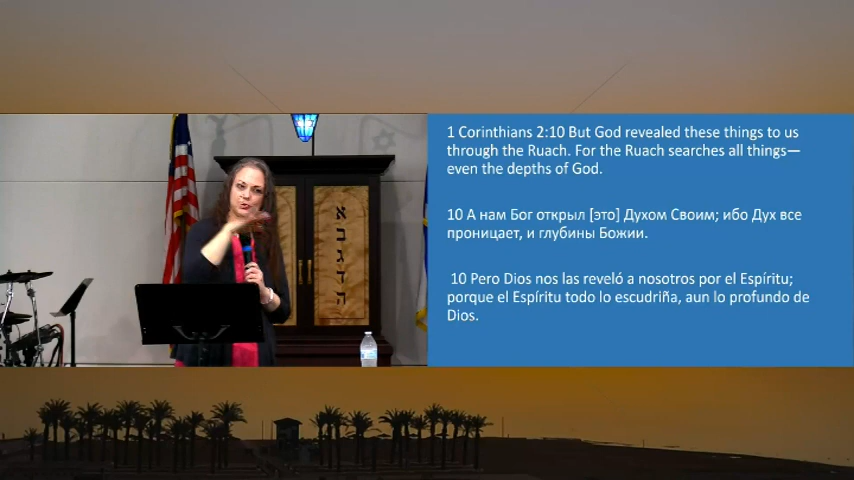 1 Corinthians 2:10 But God revealed these things to us
through the Ruach. For the Ruach searches all things—
even the depths of God.
10 А нам Бог открыл [это] Духом Своим; ибо Дух все
проницает, и глубины Божии.
10 Pero Dios nos las reveló a nosotros por el Espíritu;
porque el Espíritu todo lo escudriña, aun lo profundo de
Dios.
א
ב
ג
ד
ה